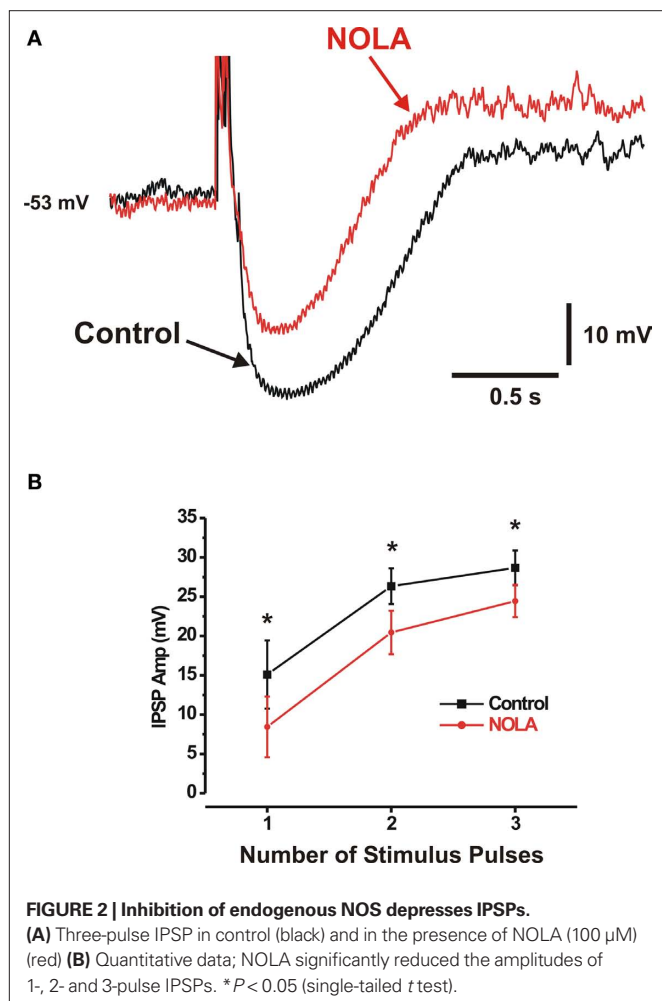 A
NOLA
-53 mV
Control
10 mV
0.5 s
B
35
30
25
20
15
10
5
0
IPSP Amp (mV)
*
*
*
Control
NOLA
1
2
3
Number of Stimulus Pulses
FIGURE 2 | Inhibition of endogenous NOS depresses IPSPs.
(A) Three-pulse IPSP in control (black) and in the presence of NOLA (100 μM)
(red) (B) Quantitative data; NOLA significantly reduced the amplitudes of
1-, 2- and 3-pulse IPSPs. *P < 0.05 (single-tailed t test).